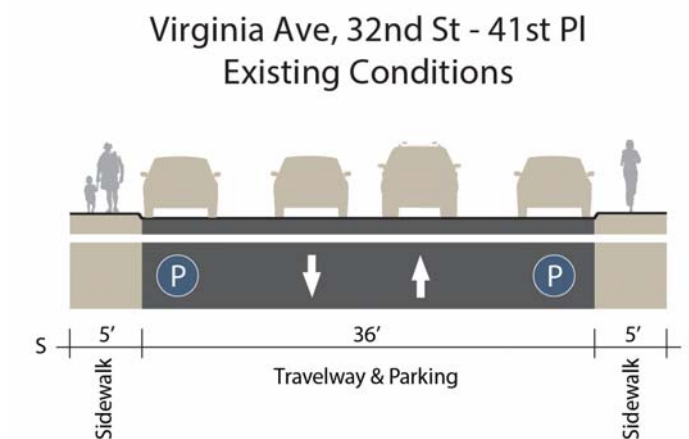 Virginia Ave, 32nd St - 41st Pl
Existing Conditions
P
P
S
5'
36'
5'
Sidewalk
Travelway & Parking
Sidewalk